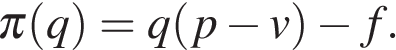 π(q) = q(p − v) − f.